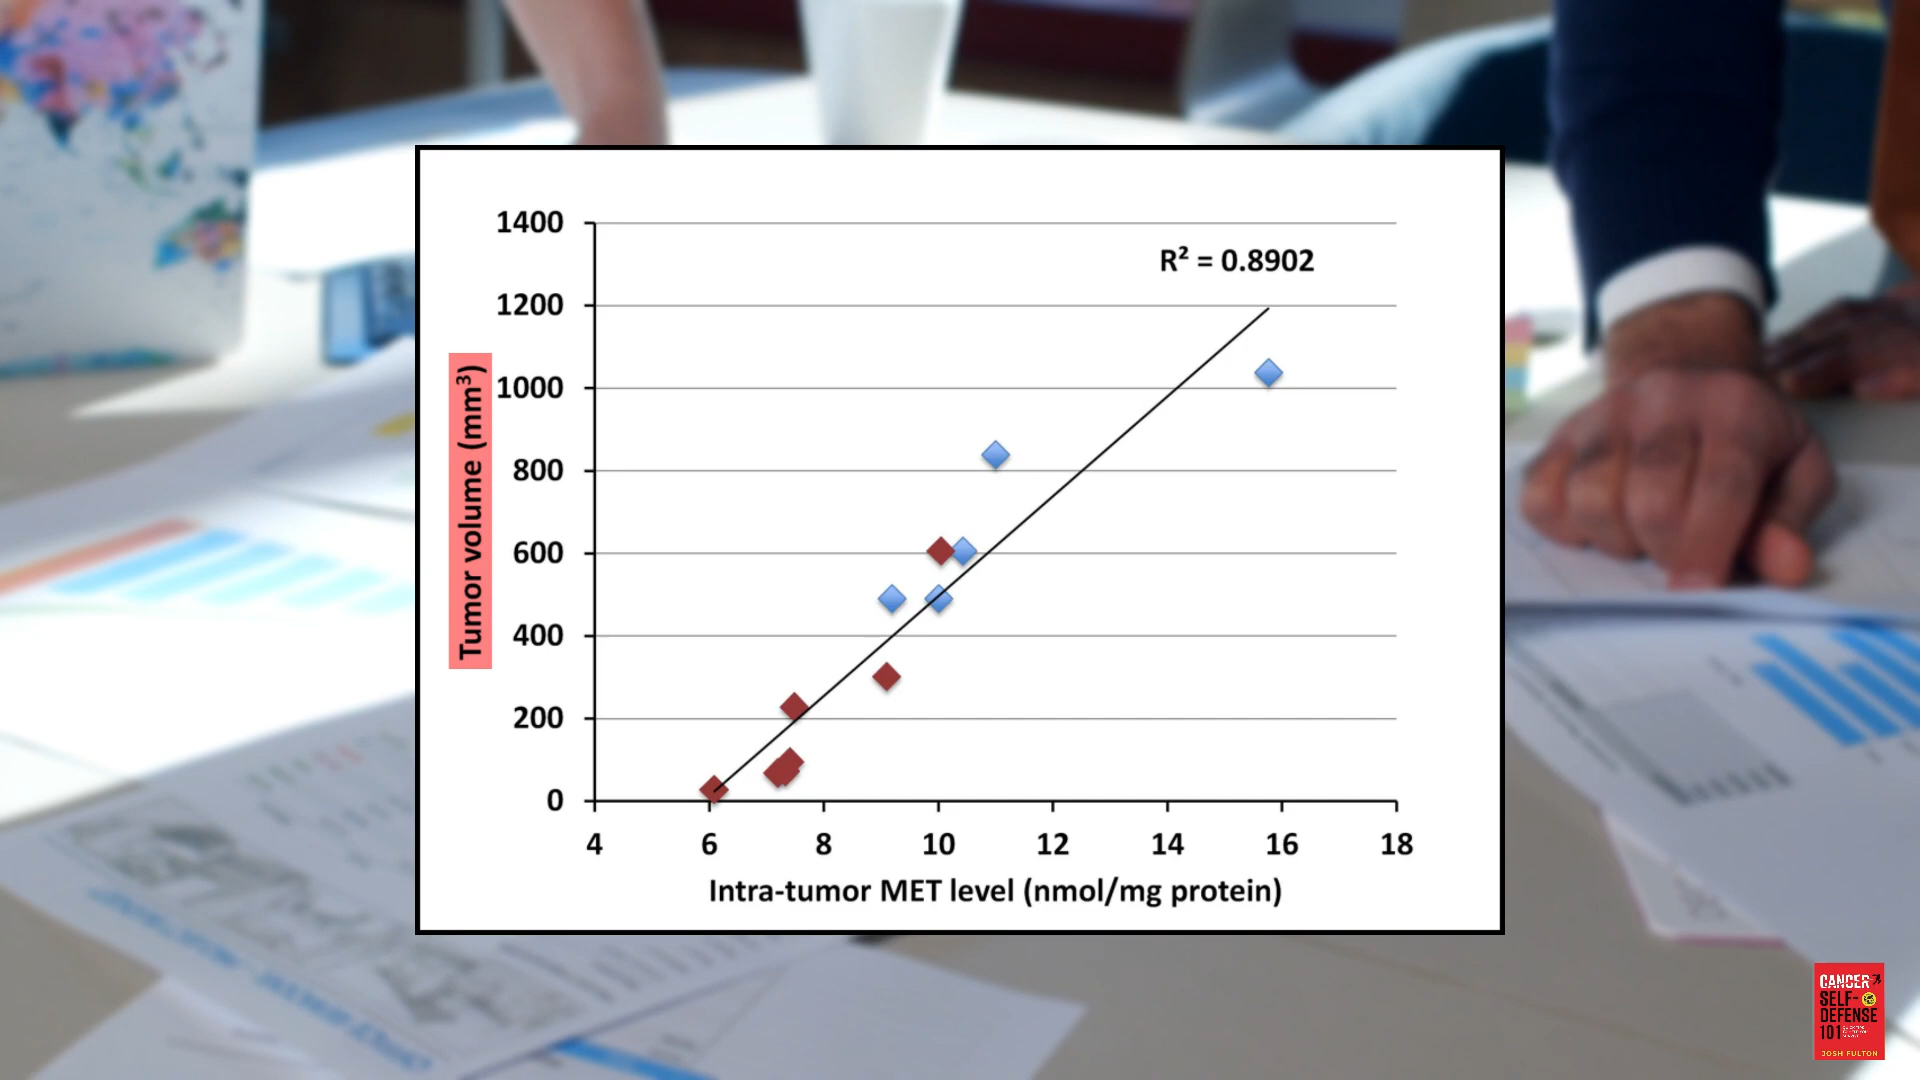 1400
R² = 0.8902
1200
1000
800
600
400
200
0
Tumor volume (mm³)
4 6 8 10 12 14 16 18
Intra-tumor MET level (nmol/mg protein)
CANCER
SELF-
DEFENSE
101
JOSH FULTON